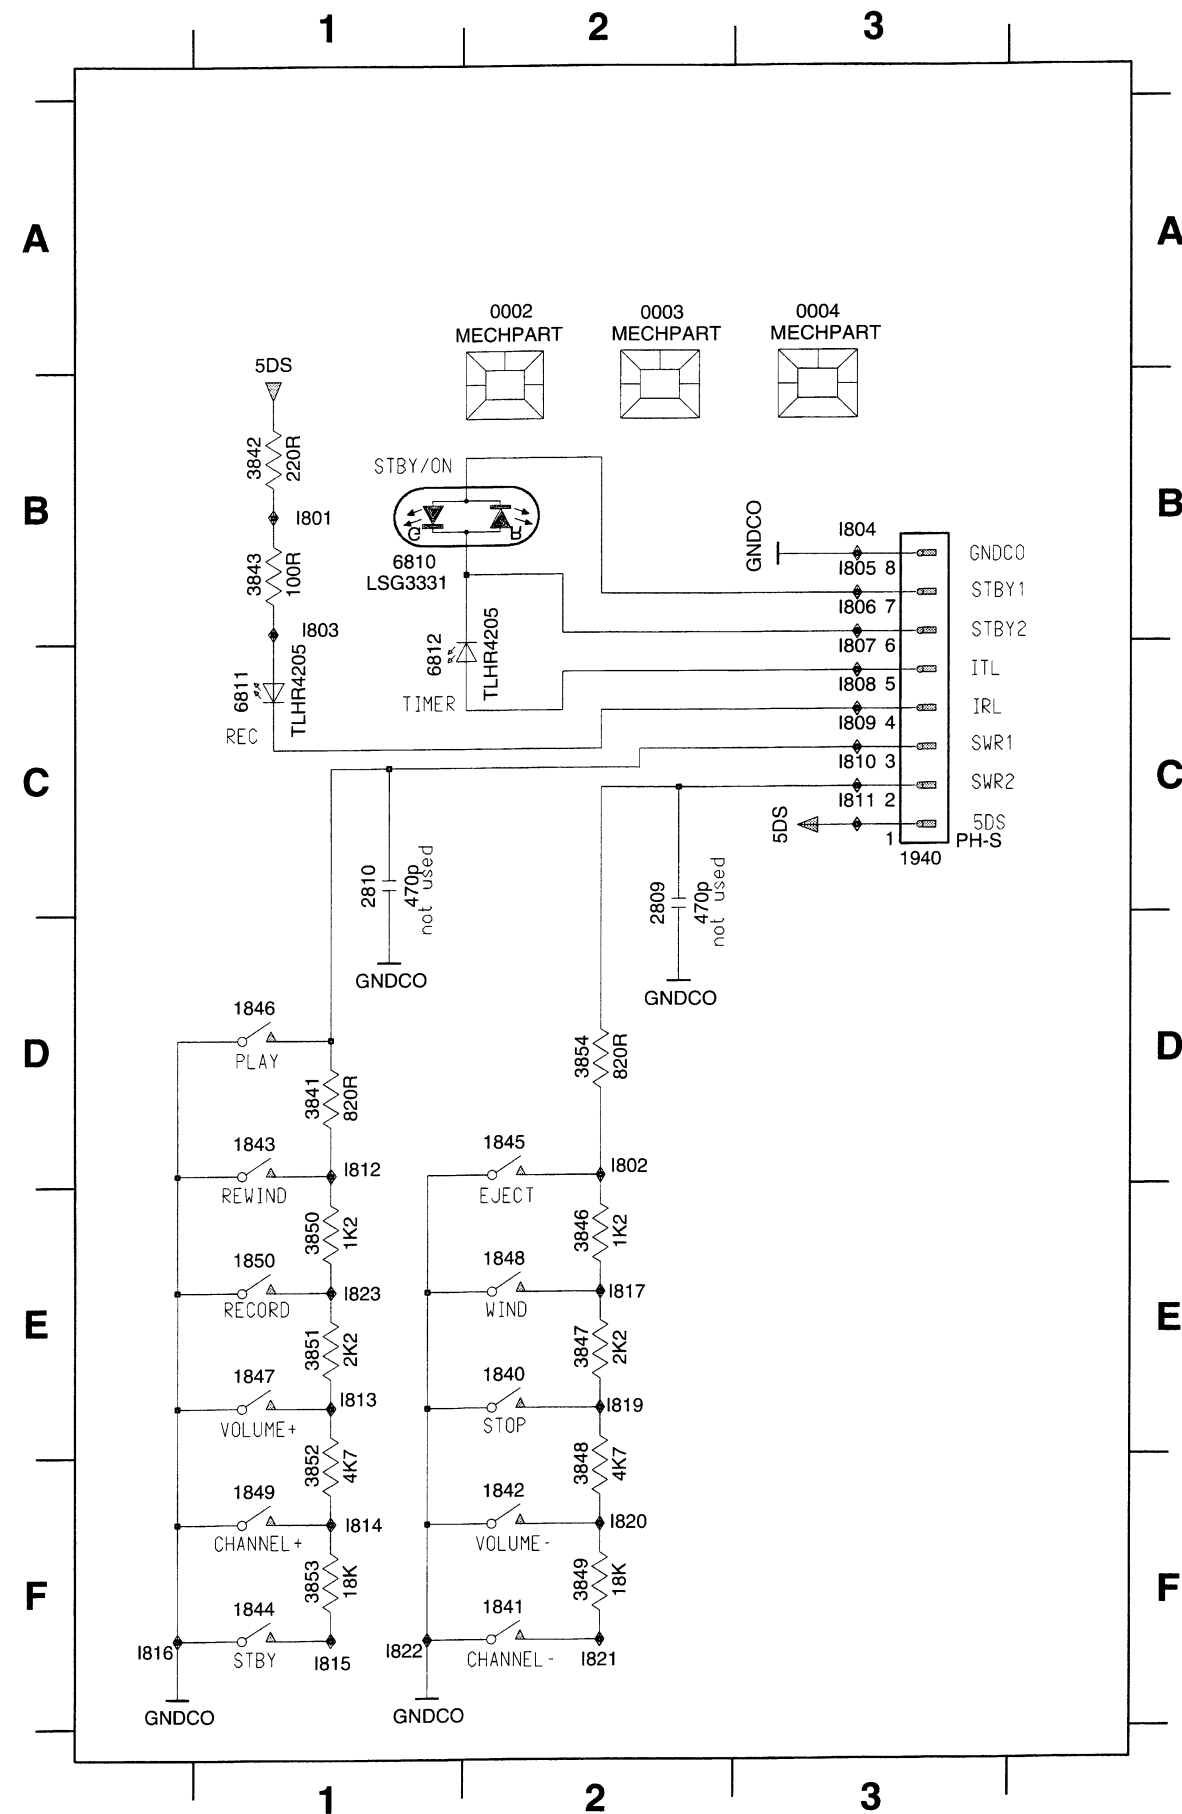 1 2 3
A A
0002 0003 0004
MECHPART MECHPART MECHPART
5DS
3842
220R
STBY/ON
B B
I801
G R
6810
LSG3331
3843
100R
I803
GNDCO
I804
GNDCO
I805 8
STBY1
I806 7
STBY2
I807 6
ITL
I808 5
IRL
I809 4
SWR1
I810 3
SWR2
I811 2
5DS
5DS
1 PH-S
1940
6812
TLHR4205
TIMER
6811
TLHR4205
REC
C C
2810
470p
not used
GNDCO
2809
470p
not used
GNDCO
D D
1846
PLAY
3841
820R
3854
820R
1843 I812
REWIND
1845 I802
EJECT
3850
1K2
3846
1K2
1850 I823
RECORD
1848 I817
WIND
E E
3851
2K2
3847
2K2
1847 I813
VOLUME+
1840 I819
STOP
3852
4K7
3848
4K7
1849 I814
CHANNEL+
1842 I820
VOLUME-
F F
3853
18K
3849
18K
1844
I816 STBY I815
1841
I822 CHANNEL- I821
GNDCO GNDCO
1 2 3